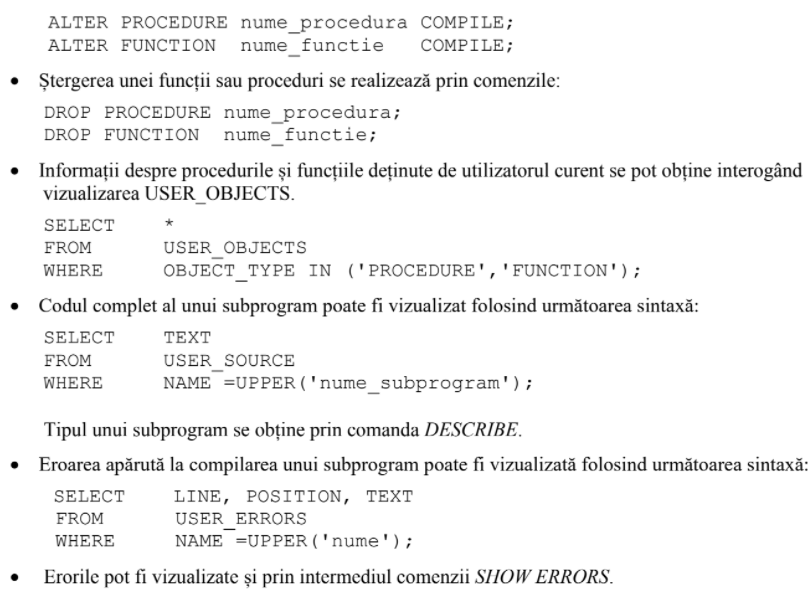 ALTER PROCEDURE nume_procedura COMPILE;
ALTER FUNCTION  nume_functie   COMPILE;
• Ștergerea unei funcții sau proceduri se realizează prin comenzile:
DROP PROCEDURE nume_procedura;
DROP FUNCTION  nume_functie;
• Informații despre procedurile și funcțiile deținute de utilizatorul curent se pot obține interogând
vizualizarea USER_OBJECTS.
SELECT    *
FROM      USER_OBJECTS
WHERE     OBJECT_TYPE IN ('PROCEDURE','FUNCTION');
• Codul complet al unui subprogram poate fi vizualizat folosind următoarea sintaxă:
SELECT    TEXT
FROM      USER_SOURCE
WHERE     NAME =UPPER('nume_subprogram');
Tipul unui subprogram se obține prin comanda DESCRIBE.
• Eroarea apărută la compilarea unui subprogram poate fi vizualizată folosind următoarea sintaxă:
SELECT    LINE, POSITION, TEXT
FROM      USER_ERRORS
WHERE     NAME =UPPER('nume');
• Erorile pot fi vizualizate și prin intermediul comenzii SHOW ERRORS.